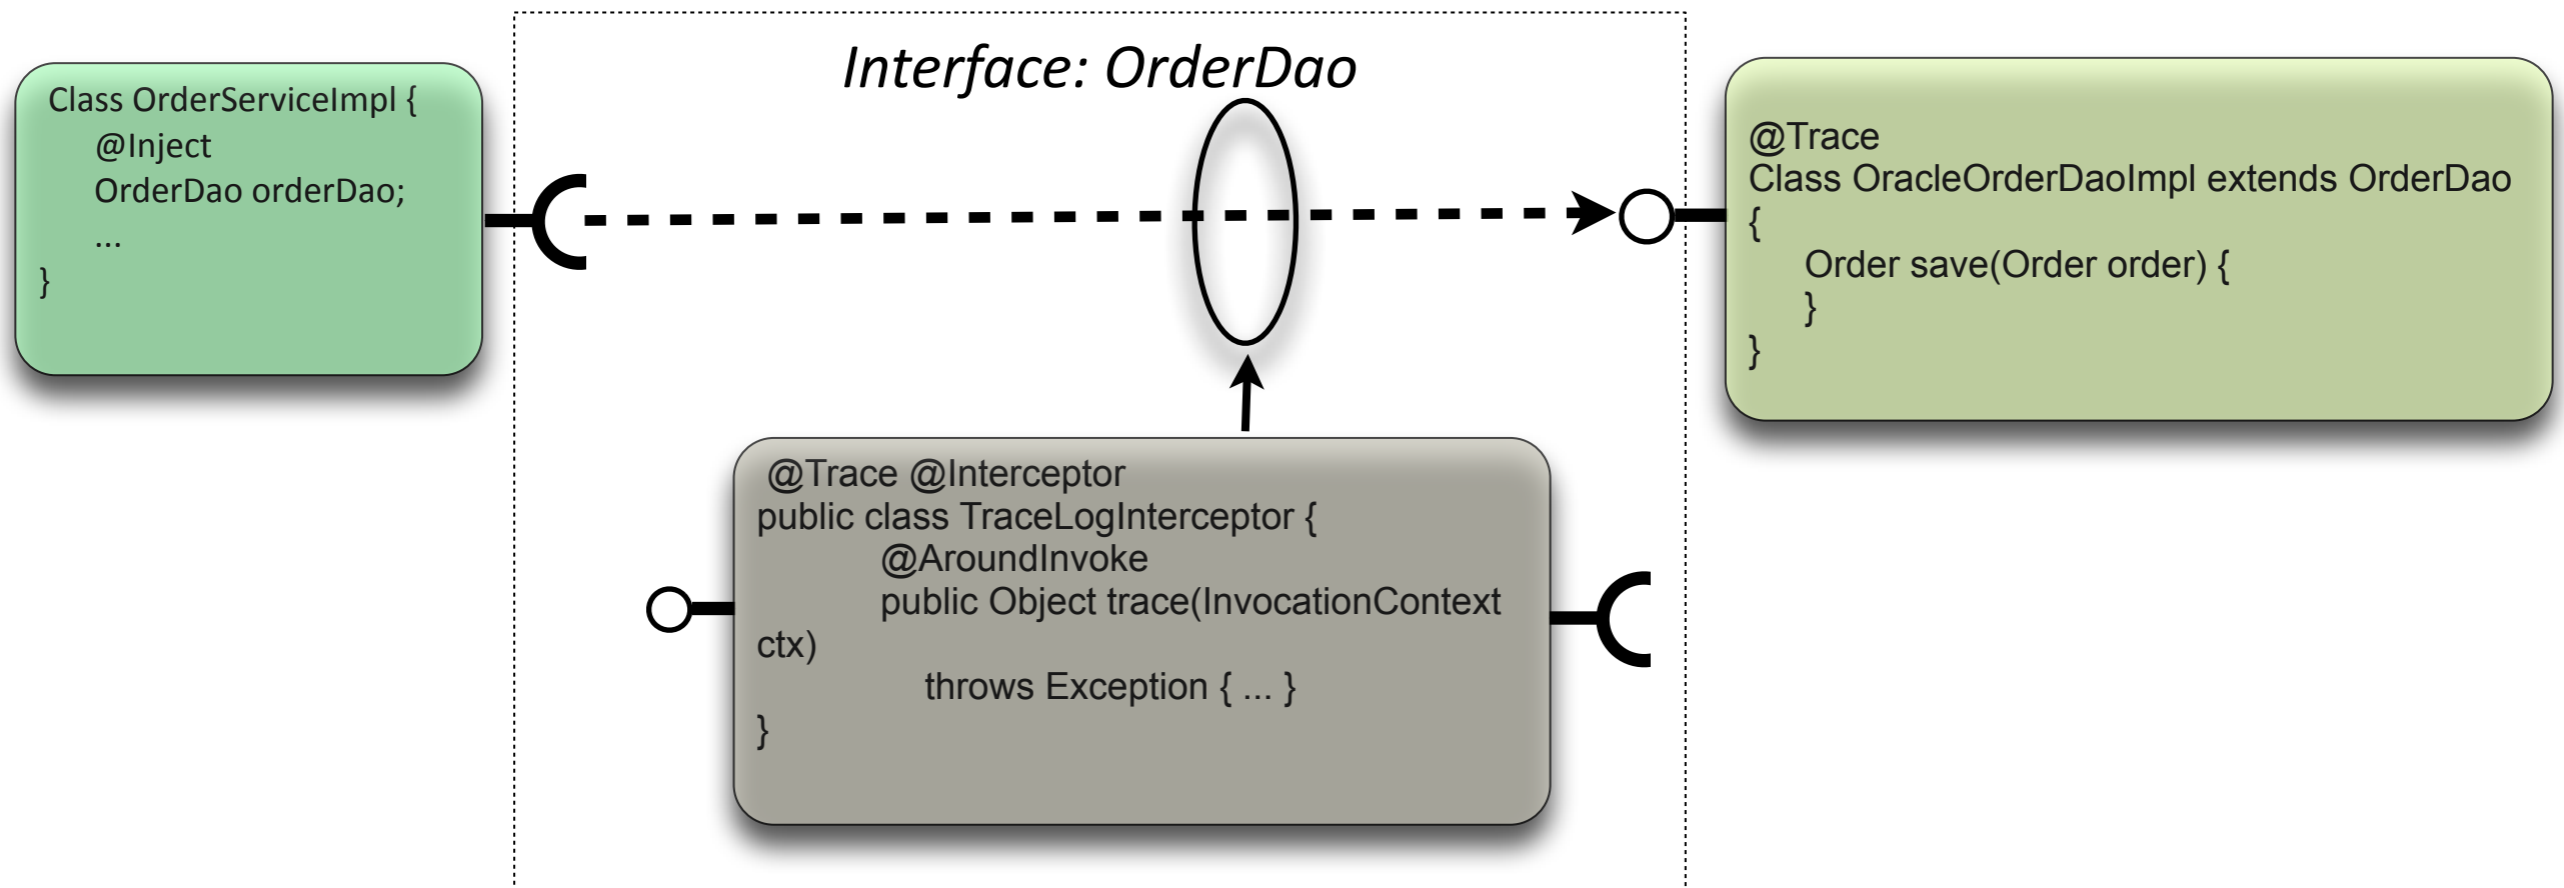 Interface: OrderDao
Class OrderServiceImpl {
@Inject
OrderDao orderDao;
...
}
@Trace
Class OracleOrderDaoImpl extends OrderDao
{
Order save(Order order) {
}
}
@Trace @Interceptor
public class TraceLogInterceptor {
@AroundInvoke
public Object trace(InvocationContext
ctx)
throws Exception { ... }
}